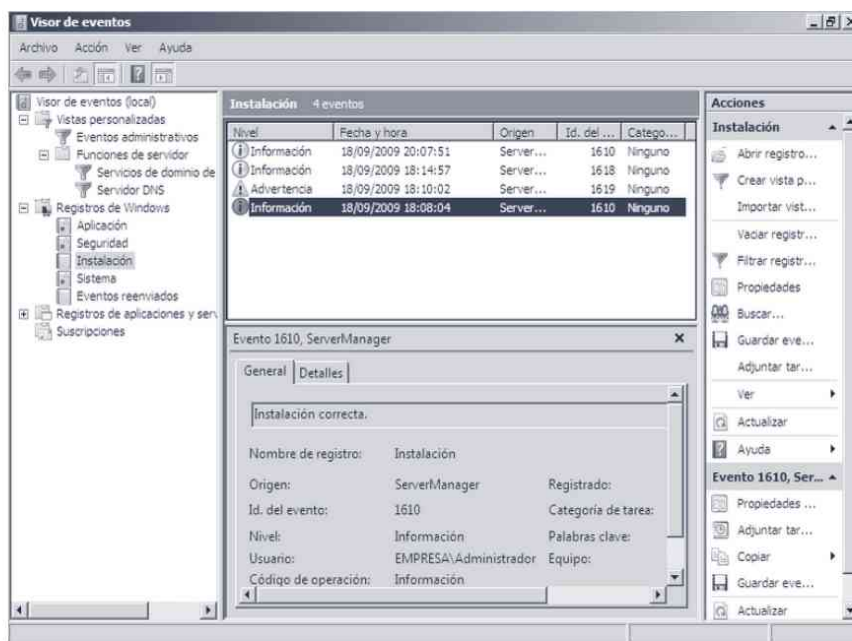 Visor de eventos
Archivo Acción Ver Ayuda
Visor de eventos (local)
Vistas personalizadas
Eventos administrativos
Funciones de servidor
Servicios de dominio de
Servidor DNS
Registros de Windows
Aplicación
Seguridad
Instalación
Sistema
Eventos reenviados
Registros de aplicaciones y serv
Suscripciones
Instalación 4 eventos
Nivel Fecha y hora Origen Id. del ... Catego...
Información 18/09/2009 20:07:51 Server... 1610 Ninguno
Información 18/09/2009 18:14:57 Server... 1618 Ninguno
Advertencia 18/09/2009 18:10:02 Server... 1619 Ninguno
Información 18/09/2009 18:08:04 Server... 1610 Ninguno
Evento 1610, ServerManager
General Detalles
Instalación correcta.
Nombre de registro: Instalación
Origen: ServerManager Registrado:
Id. del evento: 1610 Categoría de tarea:
Nivel: Información Palabras clave:
Usuario: EMPRESA\Administrador Equipo:
Código de operación: Información
Acciones
Instalación
Abrir registro...
Crear vista p...
Importar vist...
Vaciar registr...
Filtrar registr...
Propiedades
Buscar...
Guardar eve...
Adjuntar tar...
Ver
Actualizar
Ayuda
Evento 1610, Ser...
Propiedades ...
Adjuntar tar...
Copiar
Guardar eve...
Actualizar